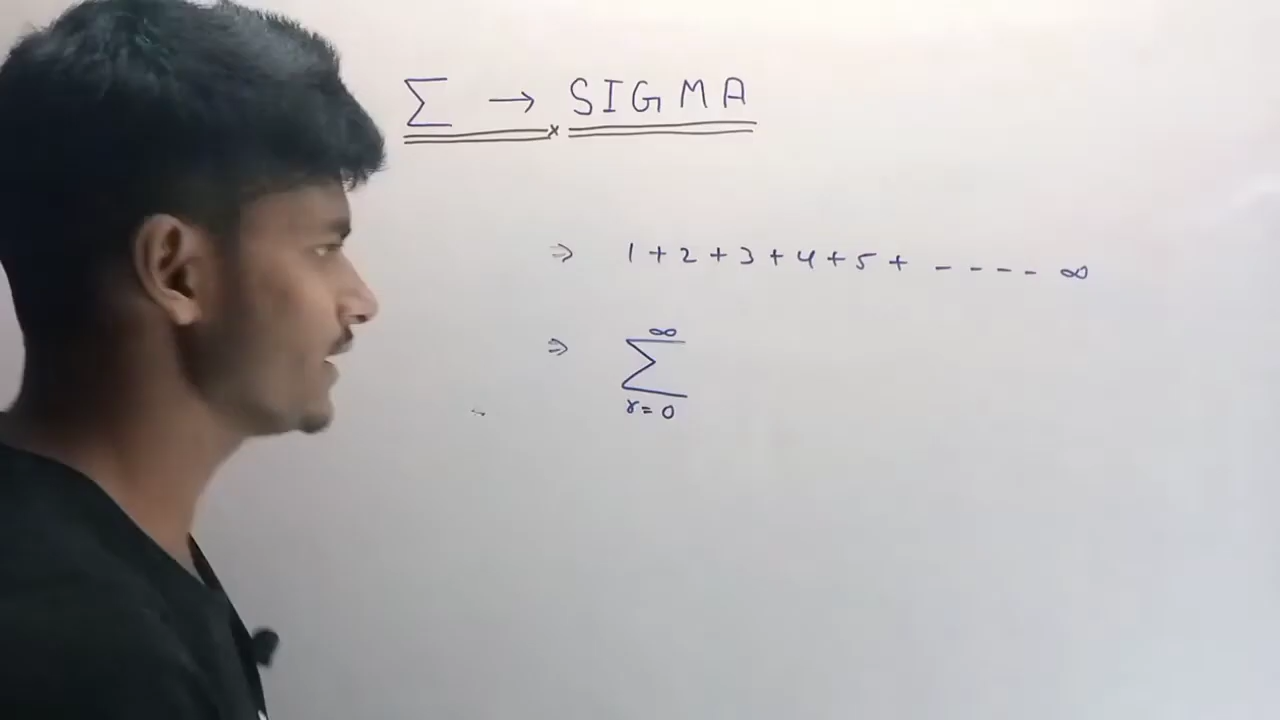 Σ → SIGMA
⇒ 1 + 2 + 3 + 4 + 5 + - - - - ∞
∞
⇒ Σ
r = 0